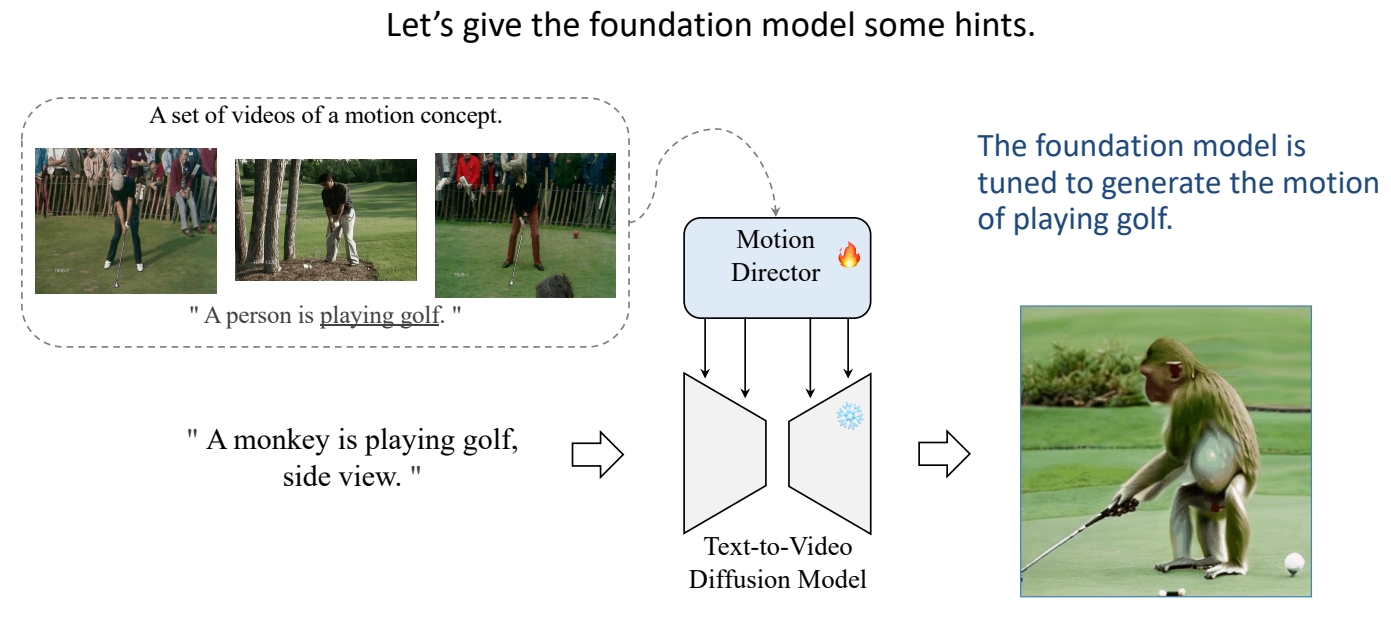 Let's give the foundation model some hints.
A set of videos of a motion concept.
" A person is playing golf. "
Motion
Director
The foundation model is
tuned to generate the motion
of playing golf.
" A monkey is playing golf,
side view. "
Text-to-Video
Diffusion Model